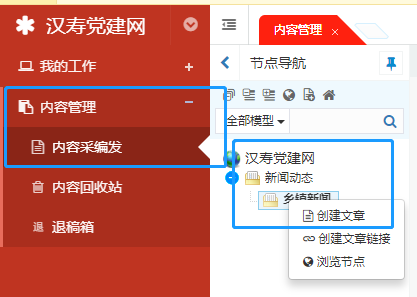 汉寿党建网
我的工作
内容管理
内容采编发
内容回收站
退 退稿箱
内容管理
节点导航
全部模型
汉寿党建网
新闻动态
乡镇新闻
创建文章
创建文章链接
浏览节点